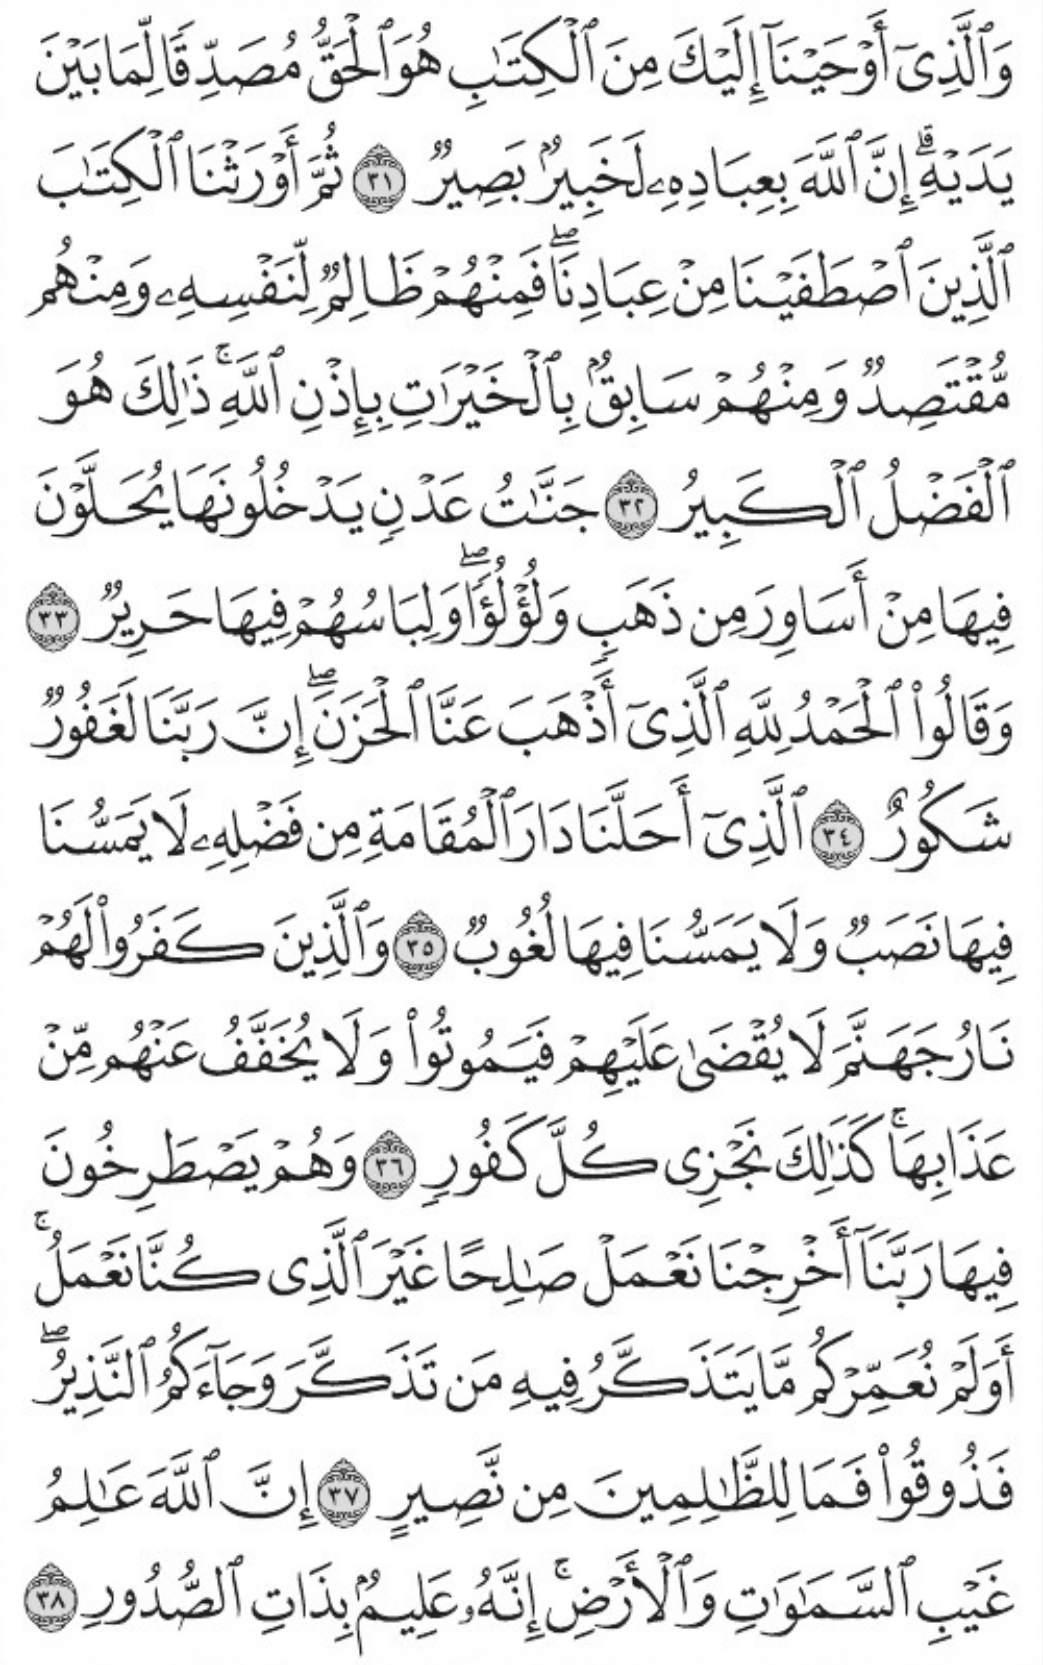 وَٱلَّذِىٓ أَوْحَيْنَآ إِلَيْكَ مِنَ ٱلْكِتَٰبِ هُوَ ٱلْحَقُّ مُصَدِّقًا لِّمَا بَيْنَ
يَدَيْهِ ۗ إِنَّ ٱللَّهَ بِعِبَادِهِۦ لَخَبِيرٌۢ بَصِيرٌ ٣١ ثُمَّ أَوْرَثْنَا ٱلْكِتَٰبَ
ٱلَّذِينَ ٱصْطَفَيْنَا مِنْ عِبَادِنَا ۖ فَمِنْهُمْ ظَالِمٌ لِّنَفْسِهِۦ وَمِنْهُم
مُّقْتَصِدٌ وَمِنْهُمْ سَابِقٌۢ بِٱلْخَيْرَٰتِ بِإِذْنِ ٱللَّهِ ۚ ذَٰلِكَ هُوَ
ٱلْفَضْلُ ٱلْكَبِيرُ ٣٢ جَنَّٰتُ عَدْنٍ يَدْخُلُونَهَا يُحَلَّوْنَ
فِيهَا مِنْ أَسَاوِرَ مِن ذَهَبٍ وَلُؤْلُؤًا ۖ وَلِبَاسُهُمْ فِيهَا حَرِيرٌ ٣٣
وَقَالُوا۟ ٱلْحَمْدُ لِلَّهِ ٱلَّذِىٓ أَذْهَبَ عَنَّا ٱلْحَزَنَ ۖ إِنَّ رَبَّنَا لَغَفُورٌ
شَكُورٌ ٣٤ ٱلَّذِىٓ أَحَلَّنَا دَارَ ٱلْمُقَامَةِ مِن فَضْلِهِۦ لَا يَمَسُّنَا
فِيهَا نَصَبٌ وَلَا يَمَسُّنَا فِيهَا لُغُوبٌ ٣٥ وَٱلَّذِينَ كَفَرُوا۟ لَهُمْ
نَارُ جَهَنَّمَ لَا يُقْضَىٰ عَلَيْهِمْ فَيَمُوتُوا۟ وَلَا يُخَفَّفُ عَنْهُم مِّنْ
عَذَابِهَا ۚ كَذَٰلِكَ نَجْزِى كُلَّ كَفُورٍ ٣٦ وَهُمْ يَصْطَرِخُونَ
فِيهَا رَبَّنَآ أَخْرِجْنَا نَعْمَلْ صَٰلِحًا غَيْرَ ٱلَّذِى كُنَّا نَعْمَلُ ۚ
أَوَلَمْ نُعَمِّرْكُم مَّا يَتَذَكَّرُ فِيهِ مَن تَذَكَّرَ وَجَآءَكُمُ ٱلنَّذِيرُ ۖ
فَذُوقُوا۟ فَمَا لِلظَّٰلِمِينَ مِن نَّصِيرٍ ٣٧ إِنَّ ٱللَّهَ عَٰلِمُ
غَيْبِ ٱلسَّمَٰوَٰتِ وَٱلْأَرْضِ ۚ إِنَّهُۥ عَلِيمٌۢ بِذَاتِ ٱلصُّدُورِ ٣٨